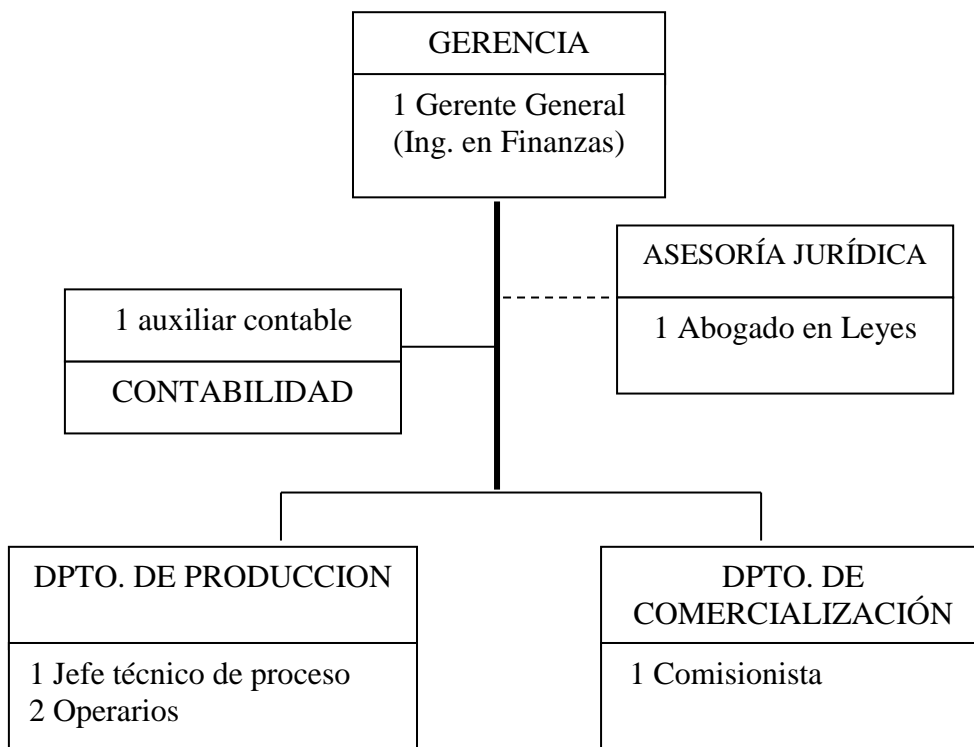 GERENCIA
1 Gerente General
(Ing. en Finanzas)
ASESORÍA JURÍDICA
1 Abogado en Leyes
1 auxiliar contable
CONTABILIDAD
DPTO. DE PRODUCCION
1 Jefe técnico de proceso
2 Operarios
DPTO. DE
COMERCIALIZACIÓN
1 Comisionista